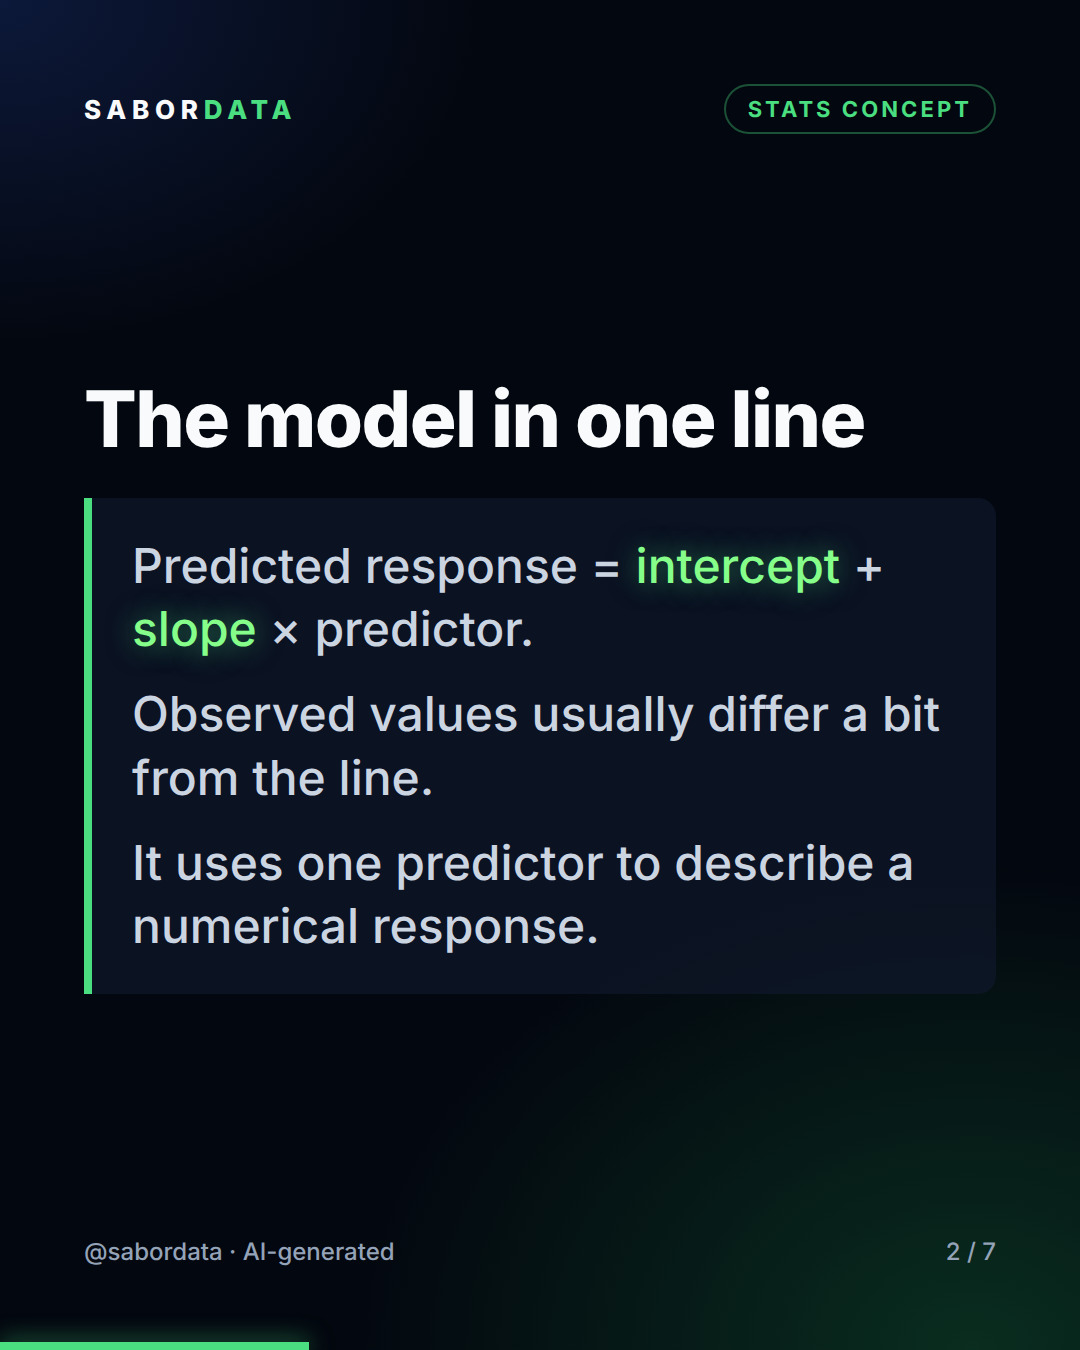 SABORDATA
STATS CONCEPT
The model in one line
Predicted response = intercept +
slope × predictor.
Observed values usually differ a bit
from the line.
It uses one predictor to describe a
numerical response.
@sabordata · AI-generated
2 / 7